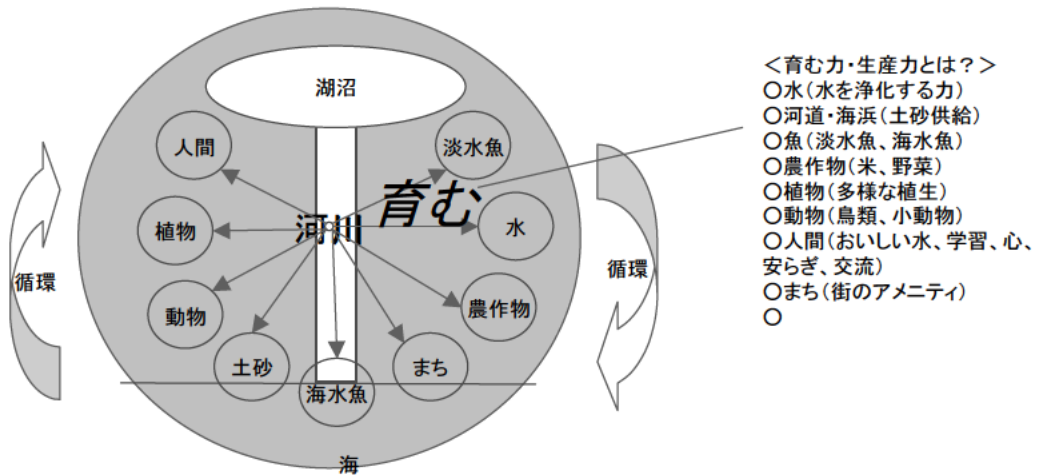 湖沼
人間
淡水魚
育む
植物
河川
水
循環
循環
動物
農作物
土砂
まち
海水魚
海
＜育む力・生産力とは？＞
○水（水を浄化する力）
○河道・海浜（土砂供給）
○魚（淡水魚、海水魚）
○農作物（米、野菜）
○植物（多様な植生）
○動物（鳥類、小動物）
○人間（おいしい水、学習、心、
安らぎ、交流）
○まち（街のアメニティ）
○